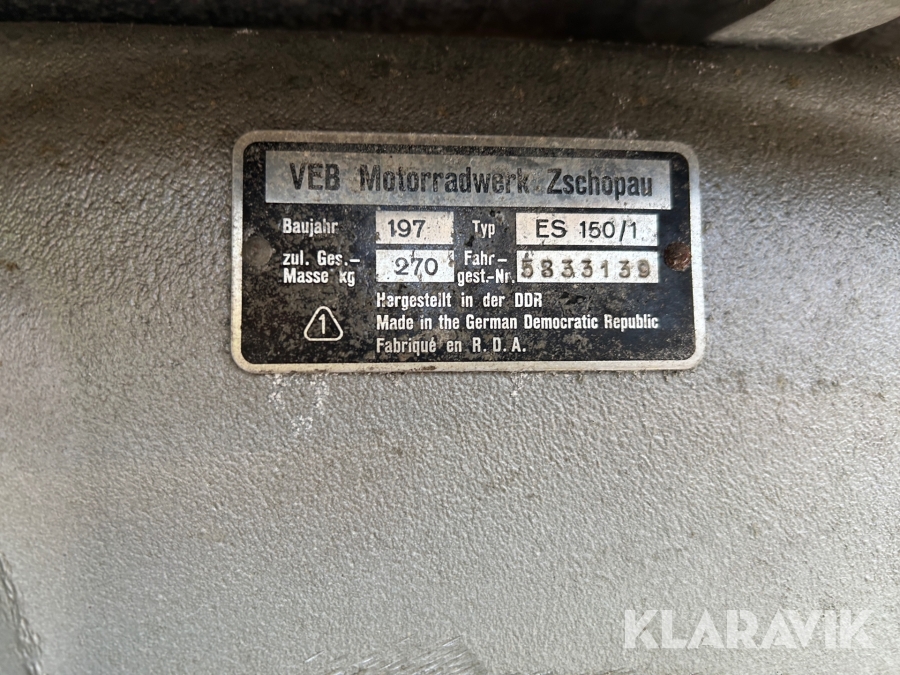 VEB Motorradwerk Zschopau
Baujahr 197 Typ ES 150/1
zul. Ges.- Masse kg 270 Fahr- gest.-Nr. 5833139
Hergestellt in der DDR
1 Made in the German Democratic Republic
Fabriqué en R. D. A.
KLARAVIK